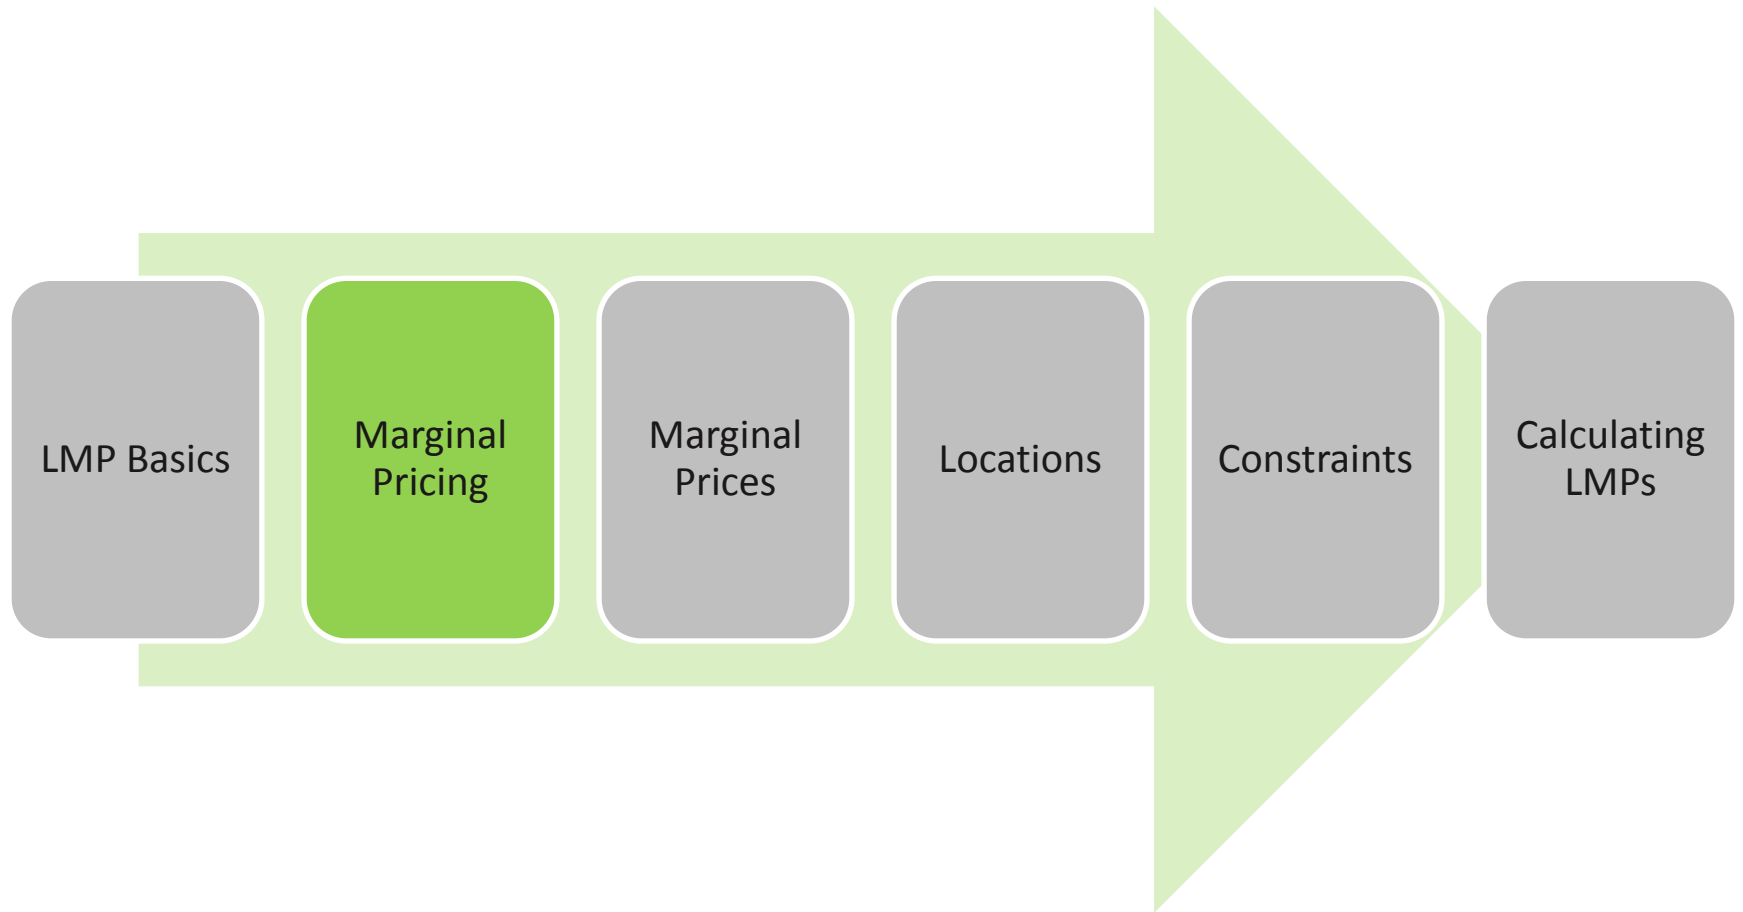 LMP Basics
Marginal
Pricing
Marginal
Prices
Locations
Constraints
Calculating
LMPs